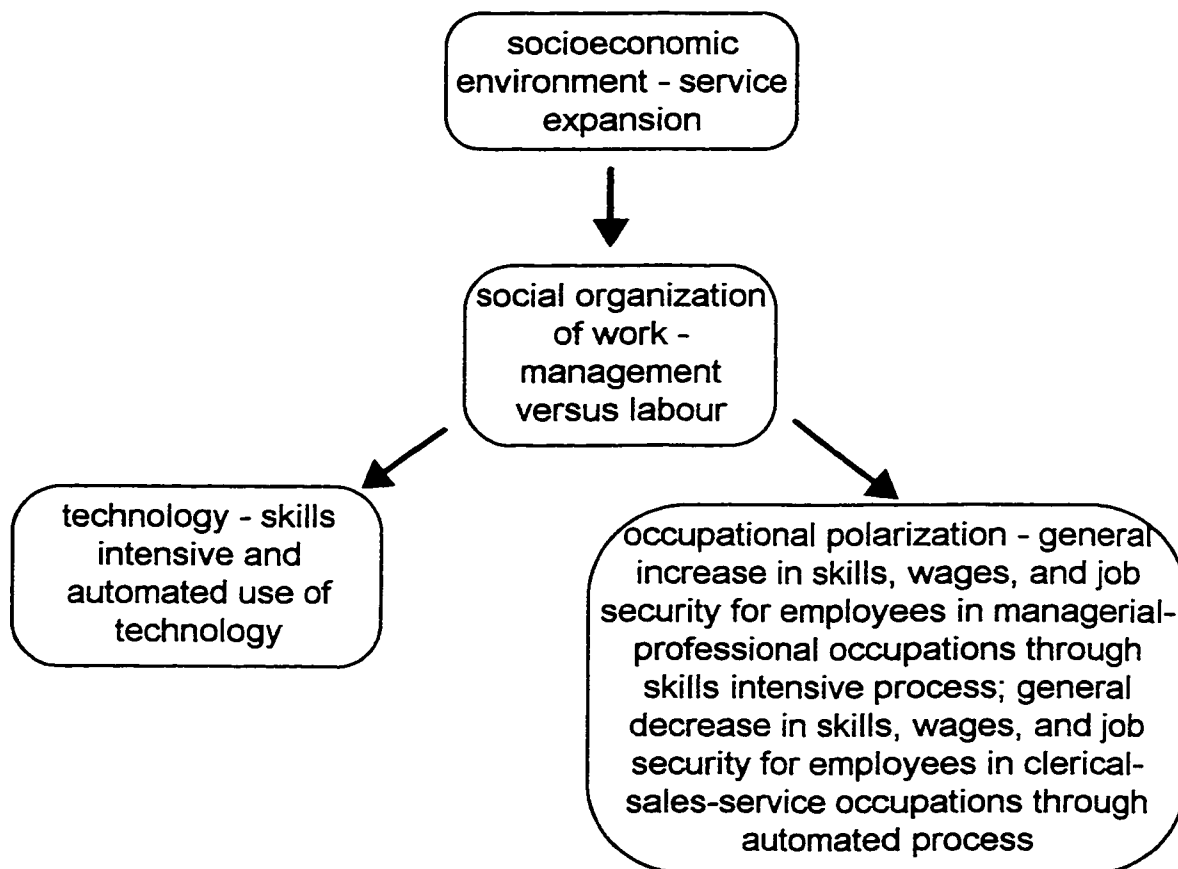 socioeconomic
environment - service
expansion
social organization
of work -
management
versus labour
technology - skills
intensive and
automated use of
technology
occupational polarization - general
increase in skills, wages, and job
security for employees in managerial-
professional occupations through
skills intensive process; general
decrease in skills, wages, and job
security for employees in clerical-
sales-service occupations through
automated process